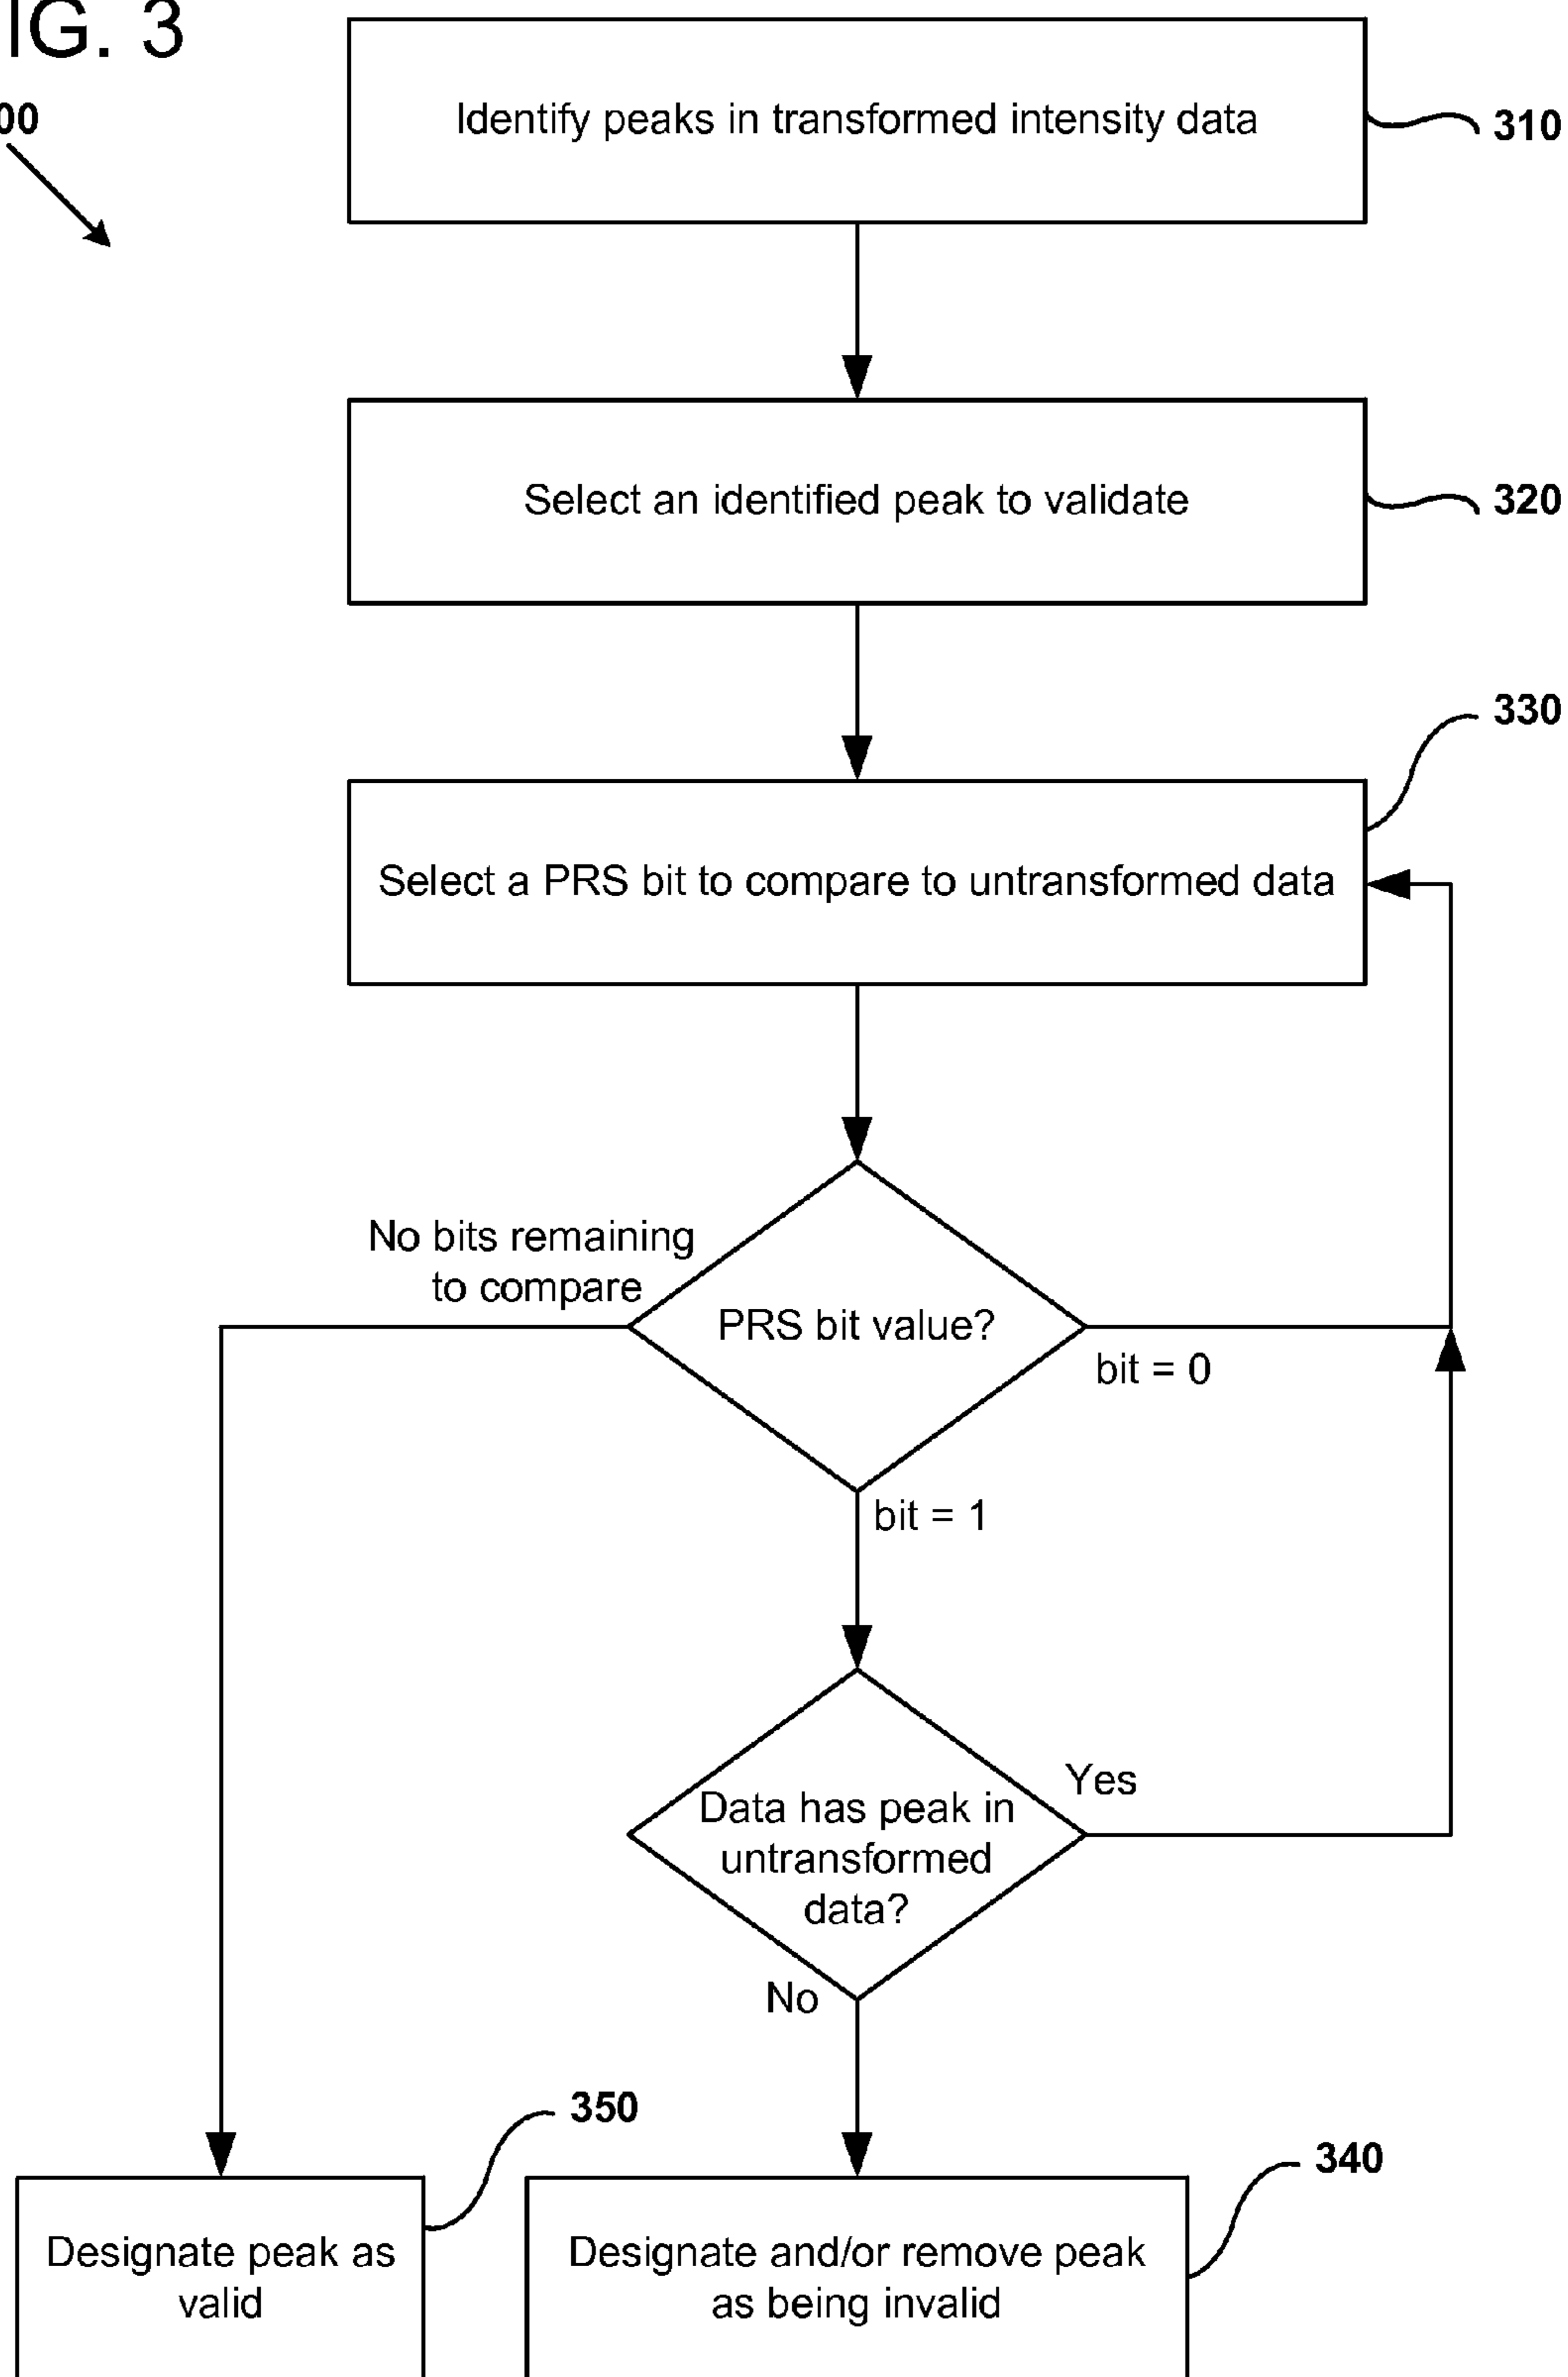 IG. 3
00
Identify peaks in transformed intensity data
310
Select an identified peak to validate
320
330
Select a PRS bit to compare to untransformed data
No bits remaining
to compare
PRS bit value?
bit = 0
bit = 1
Yes
Data has peak in
untransformed
data?
No
350
340
Designate peak as
valid
Designate and/or remove peak
as being invalid